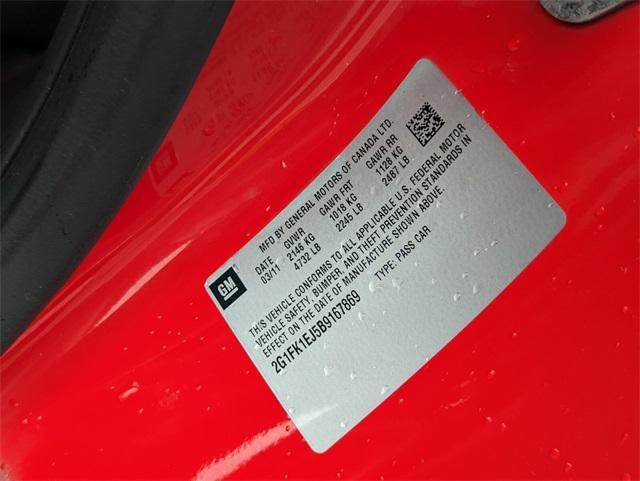 GM
MFD BY GENERAL MOTORS OF CANADA LTD.
DATE GVWR GAWR FRT GAWR RR
03/11 2146 KG 1018 KG 1128 KG
4732 LB 2245 LB 2487 LB
THIS VEHICLE CONFORMS TO ALL APPLICABLE U.S. FEDERAL MOTOR
VEHICLE SAFETY, BUMPER, AND THEFT PREVENTION STANDARDS IN
EFFECT ON THE DATE OF MANUFACTURE SHOWN ABOVE.
2G1FK1EJ5B9167869 TYPE: PASS CAR